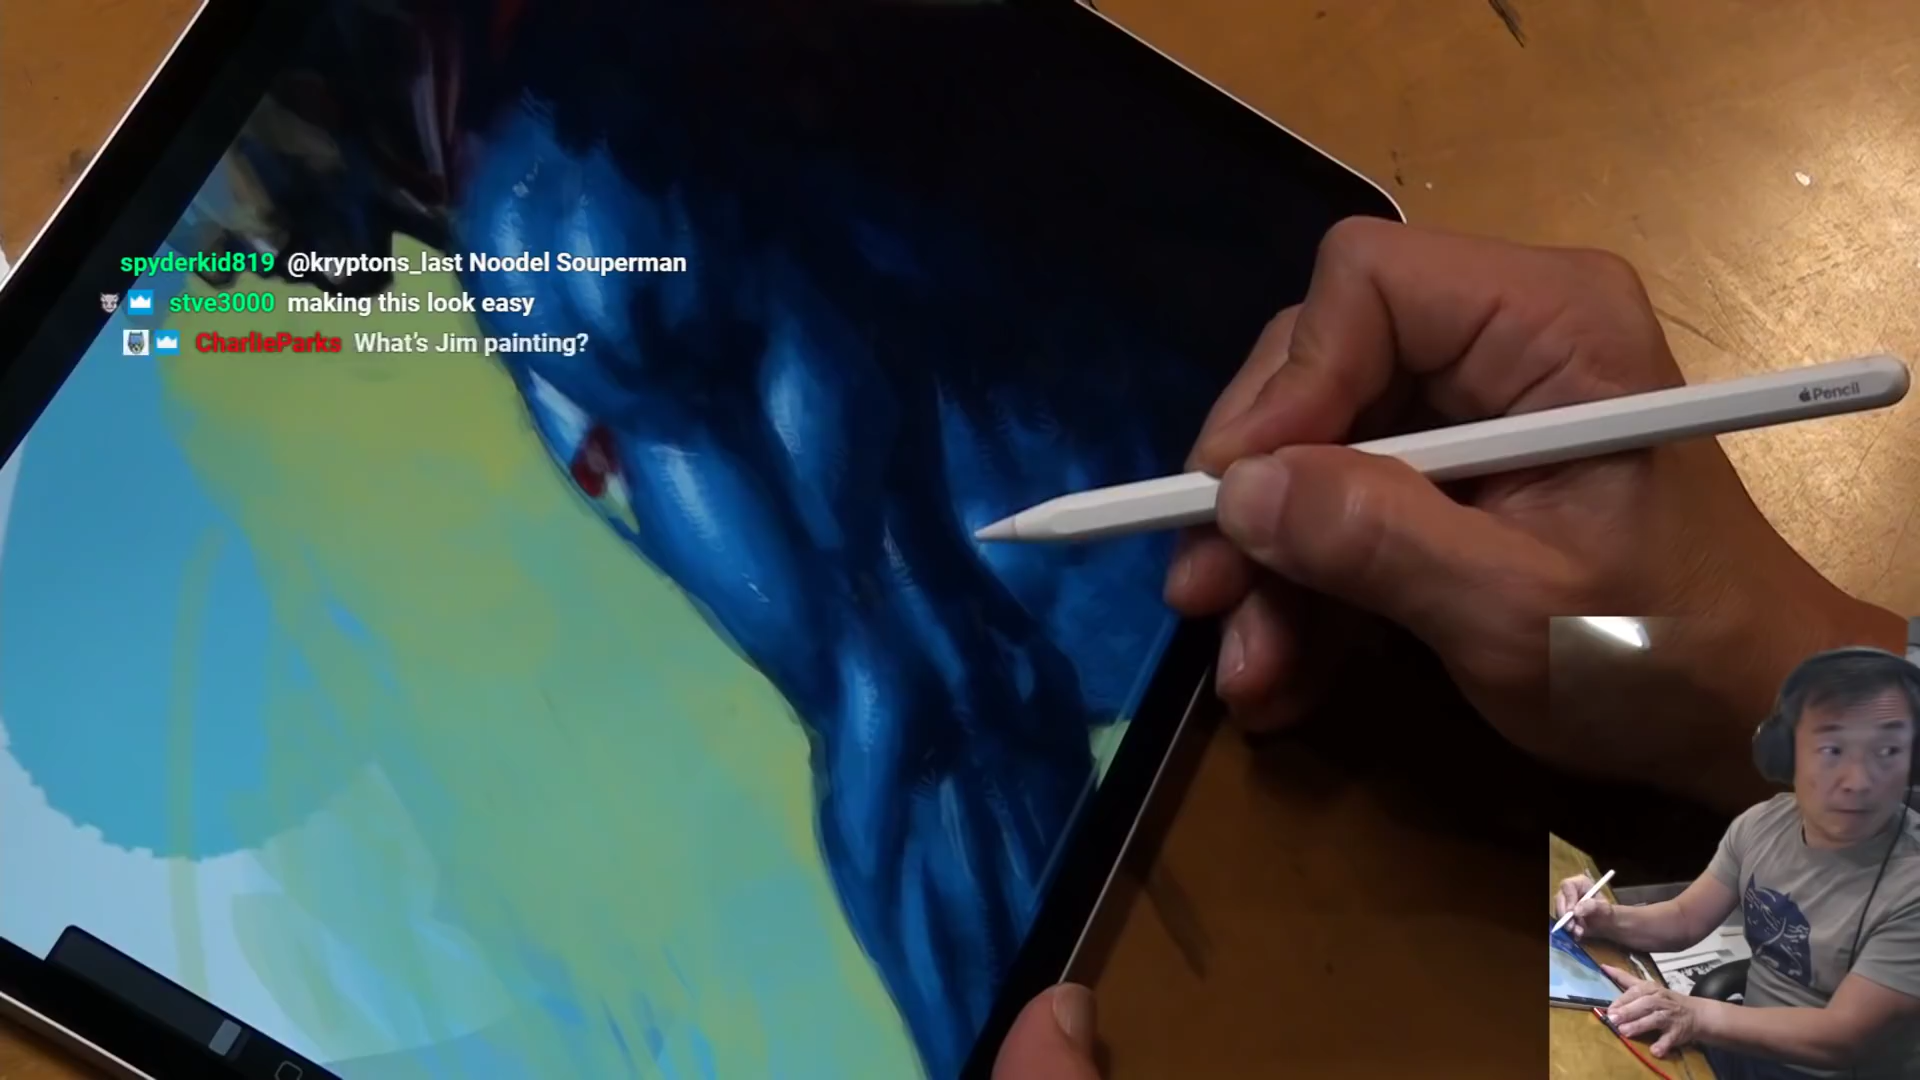 spyderkid819 @kryptons_last Noodel Souperman
stve3000 making this look easy
CharlieParks What's Jim painting?
Pencil